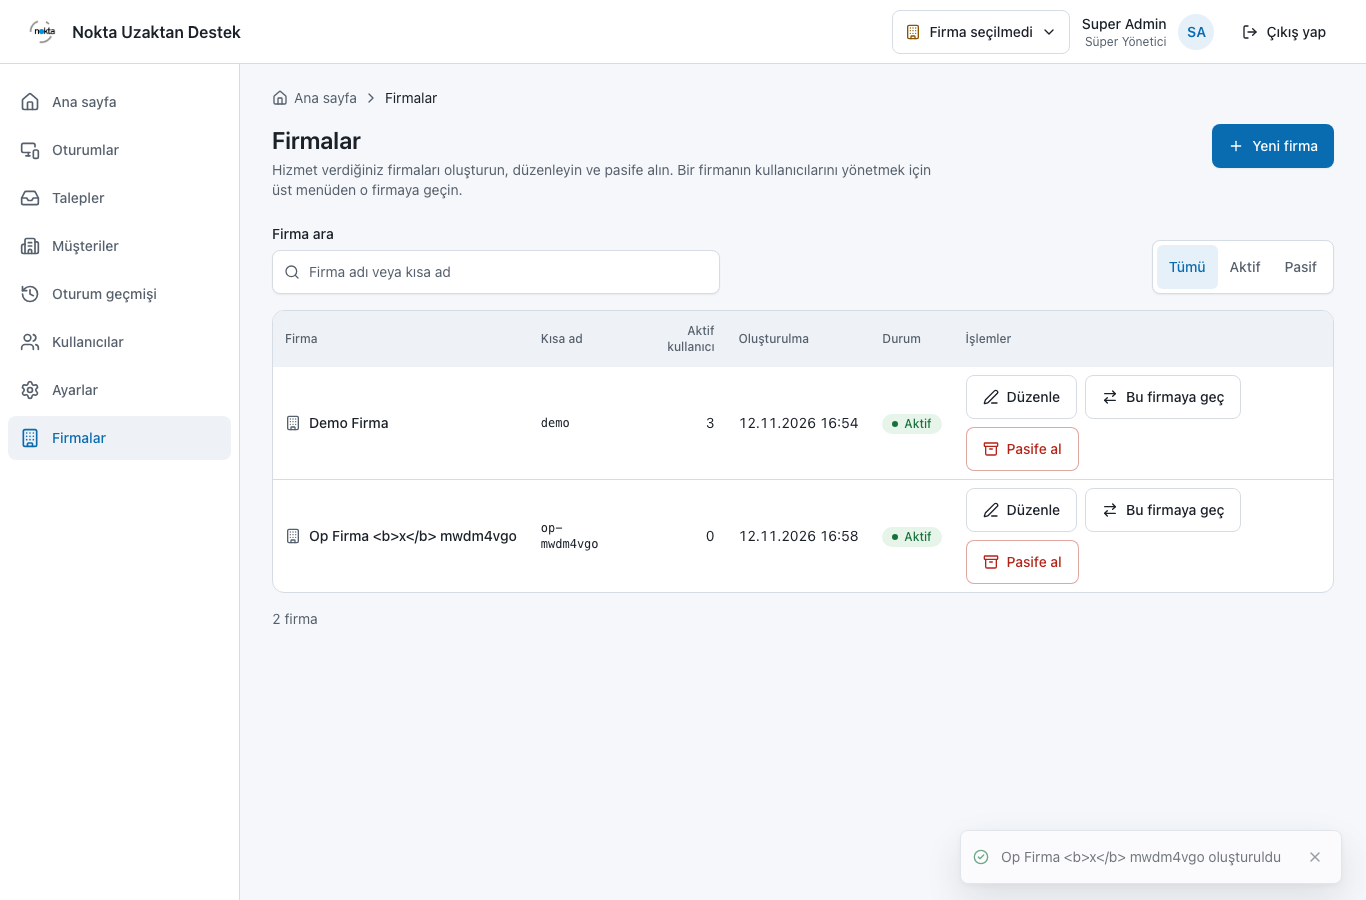 nokta
Nokta Uzaktan Destek
Firma seçilmedi
Super Admin
Süper Yönetici
SA
Çıkış yap
Ana sayfa
Oturumlar
Talepler
Müşteriler
Oturum geçmişi
Kullanıcılar
Ayarlar
Firmalar
Ana sayfa > Firmalar
Firmalar
Hizmet verdiğiniz firmaları oluşturun, düzenleyin ve pasife alın. Bir firmanın kullanıcılarını yönetmek için
üst menüden o firmaya geçin.
Yeni firma
Firma ara
Firma adı veya kısa ad
Tümü Aktif Pasif
Firma Kısa ad Aktif kullanıcı Oluşturulma Durum İşlemler
Demo Firma demo 3 12.11.2026 16:54 Aktif Düzenle Bu firmaya geç
Pasife al
Op Firma <b>x</b> mwdm4vgo op-mwdm4vgo 0 12.11.2026 16:58 Aktif Düzenle Bu firmaya geç
Pasife al
2 firma
Op Firma <b>x</b> mwdm4vgo oluşturuldu